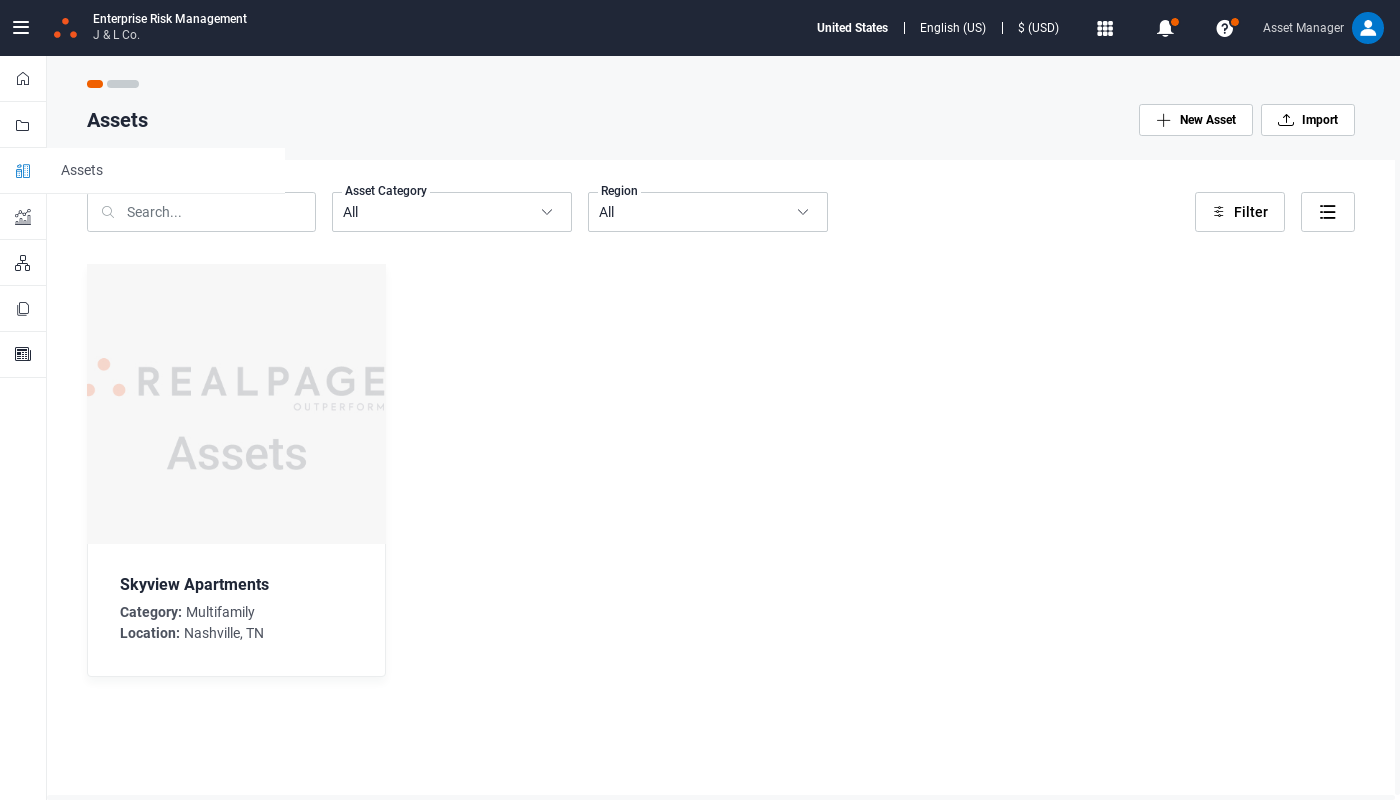 Enterprise Risk Management
J & L Co.
United States
English (US)
$ (USD)
Asset Manager
Assets
New Asset
Import
Assets
Search...
Asset Category
All
Region
All
Filter
REALPAGE
OUTPERFORM
Assets
Skyview Apartments
Category: Multifamily
Location: Nashville, TN